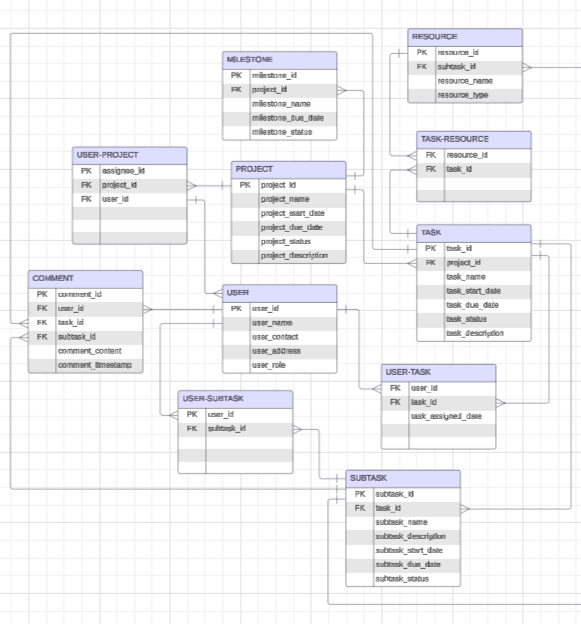 RESOURCE
PK resource_id
FK subtask_id
resource_name
resource_type
MILESTONE
PK milestone_id
FK project_id
milestone_name
milestone_due_date
milestone_status
TASK-RESOURCE
FK resource_id
FK task_id
USER-PROJECT
PK assignee_id
FK project_id
FK user_id
PROJECT
PK project_id
project_name
project_start_date
project_due_date
project_status
project_description
TASK
PK task_id
FK project_id
task_name
task_start_date
task_due_date
task_status
task_description
COMMENT
PK comment_id
FK user_id
FK task_id
FK subtask_id
comment_content
comment_timestamp
USER
PK user_id
user_name
user_contact
user_address
user_role
USER-TASK
FK user_id
FK task_id
task_assigned_date
USER-SUBTASK
PK user_id
FK subtask_id
SUBTASK
PK subtask_id
FK task_id
subtask_name
subtask_description
subtask_start_date
subtask_due_date
subtask_status